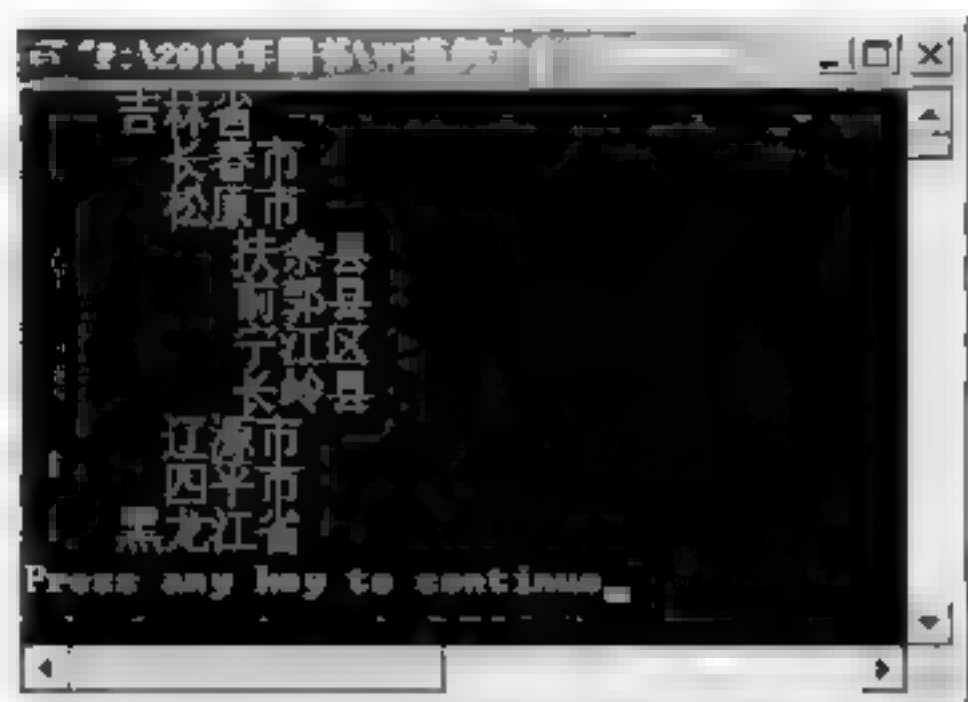 吉林省
长春市
松原市
扶余县
前郭县
宁江区
长岭县
辽源市
四平市
黑龙江省
Press any key to continue_